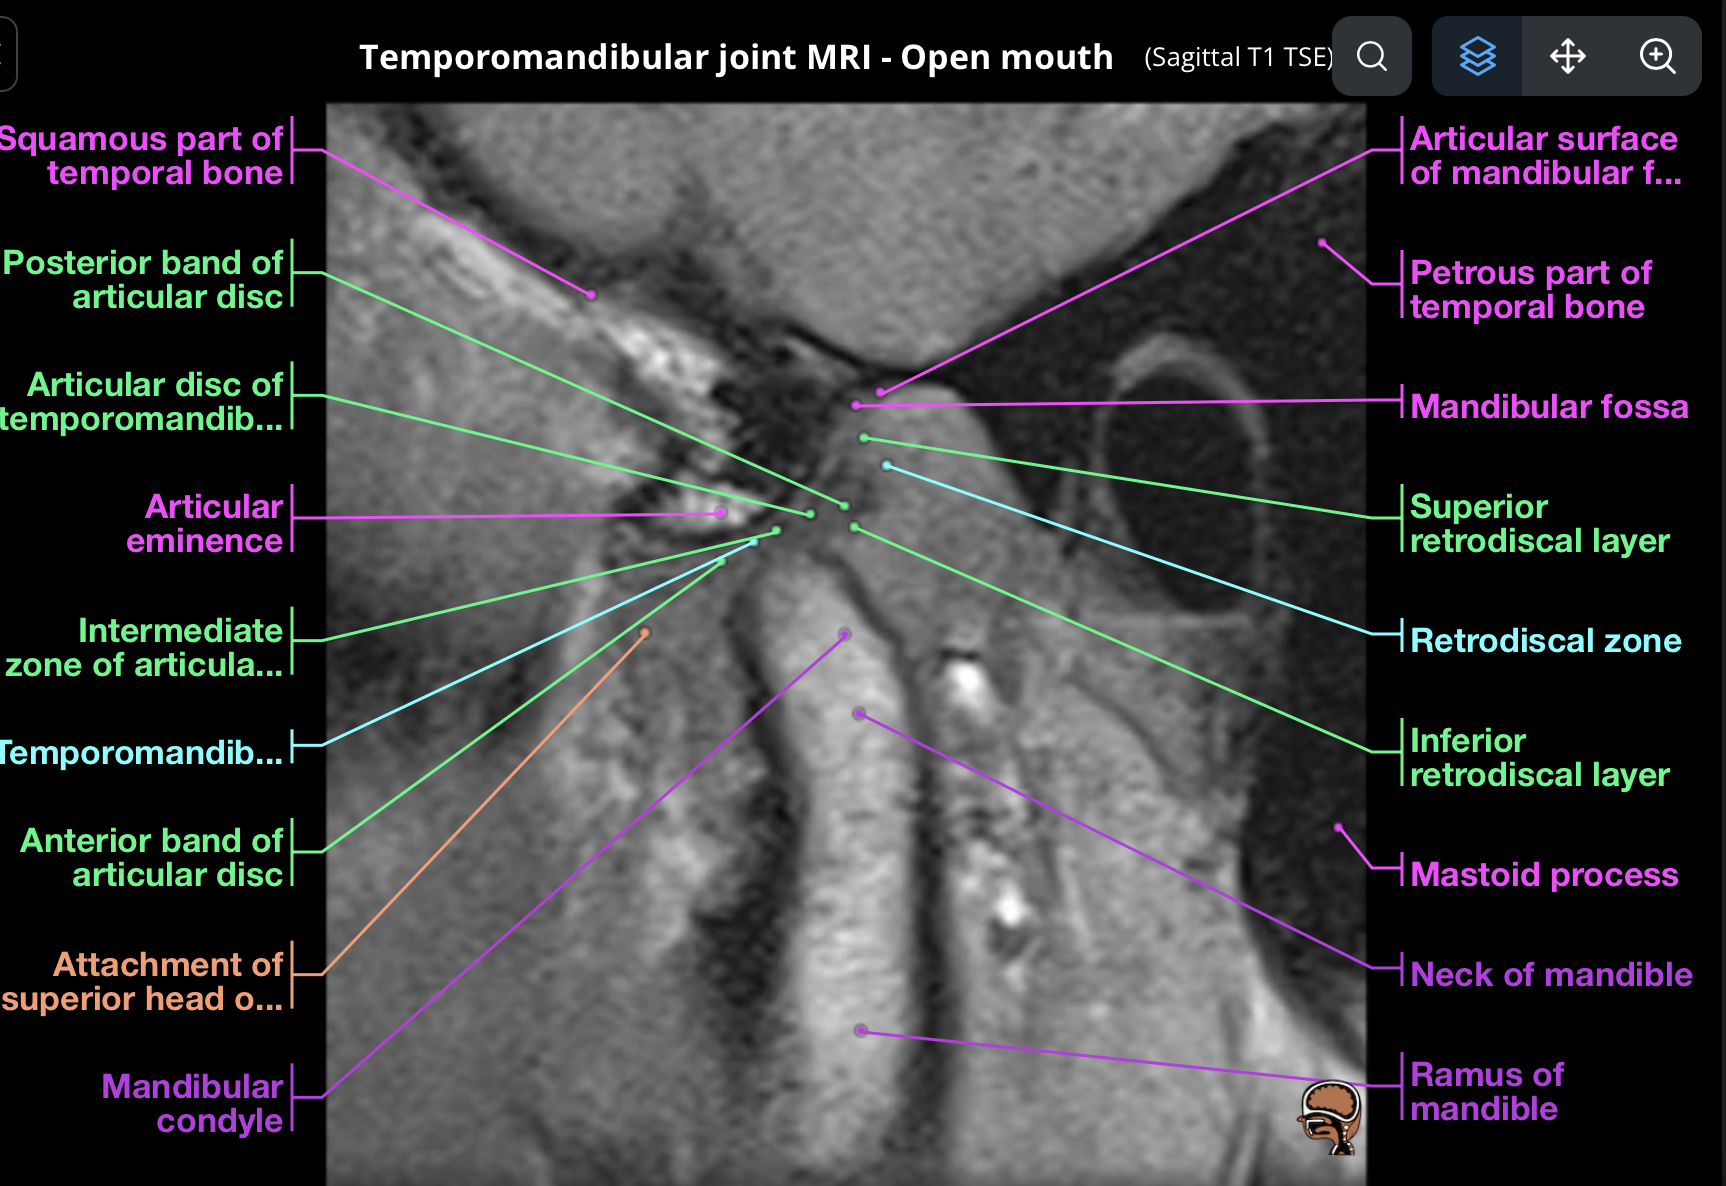 Temporomandibular joint MRI - Open mouth (Sagittal T1 TSE)
Squamous part of
temporal bone
Posterior band of
articular disc
Articular disc of
temporomandib...
Articular
eminence
Intermediate
zone of articula...
Temporomandib...
Anterior band of
articular disc
Attachment of
superior head o...
Mandibular
condyle
Articular surface
of mandibular f...
Petrous part of
temporal bone
Mandibular fossa
Superior
retrodiscal layer
Retrodiscal zone
Inferior
retrodiscal layer
Mastoid process
Neck of mandible
Ramus of
mandible